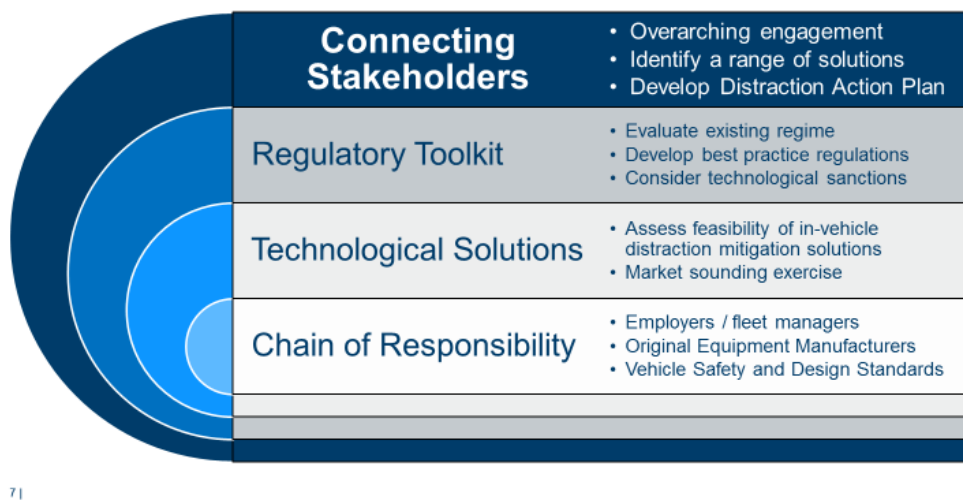 Connecting
Stakeholders
• Overarching engagement
• Identify a range of solutions
• Develop Distraction Action Plan
Regulatory Toolkit
• Evaluate existing regime
• Develop best practice regulations
• Consider technological sanctions
Technological Solutions
• Assess feasibility of in-vehicle
distraction mitigation solutions
• Market sounding exercise
Chain of Responsibility
• Employers / fleet managers
• Original Equipment Manufacturers
• Vehicle Safety and Design Standards
7 |